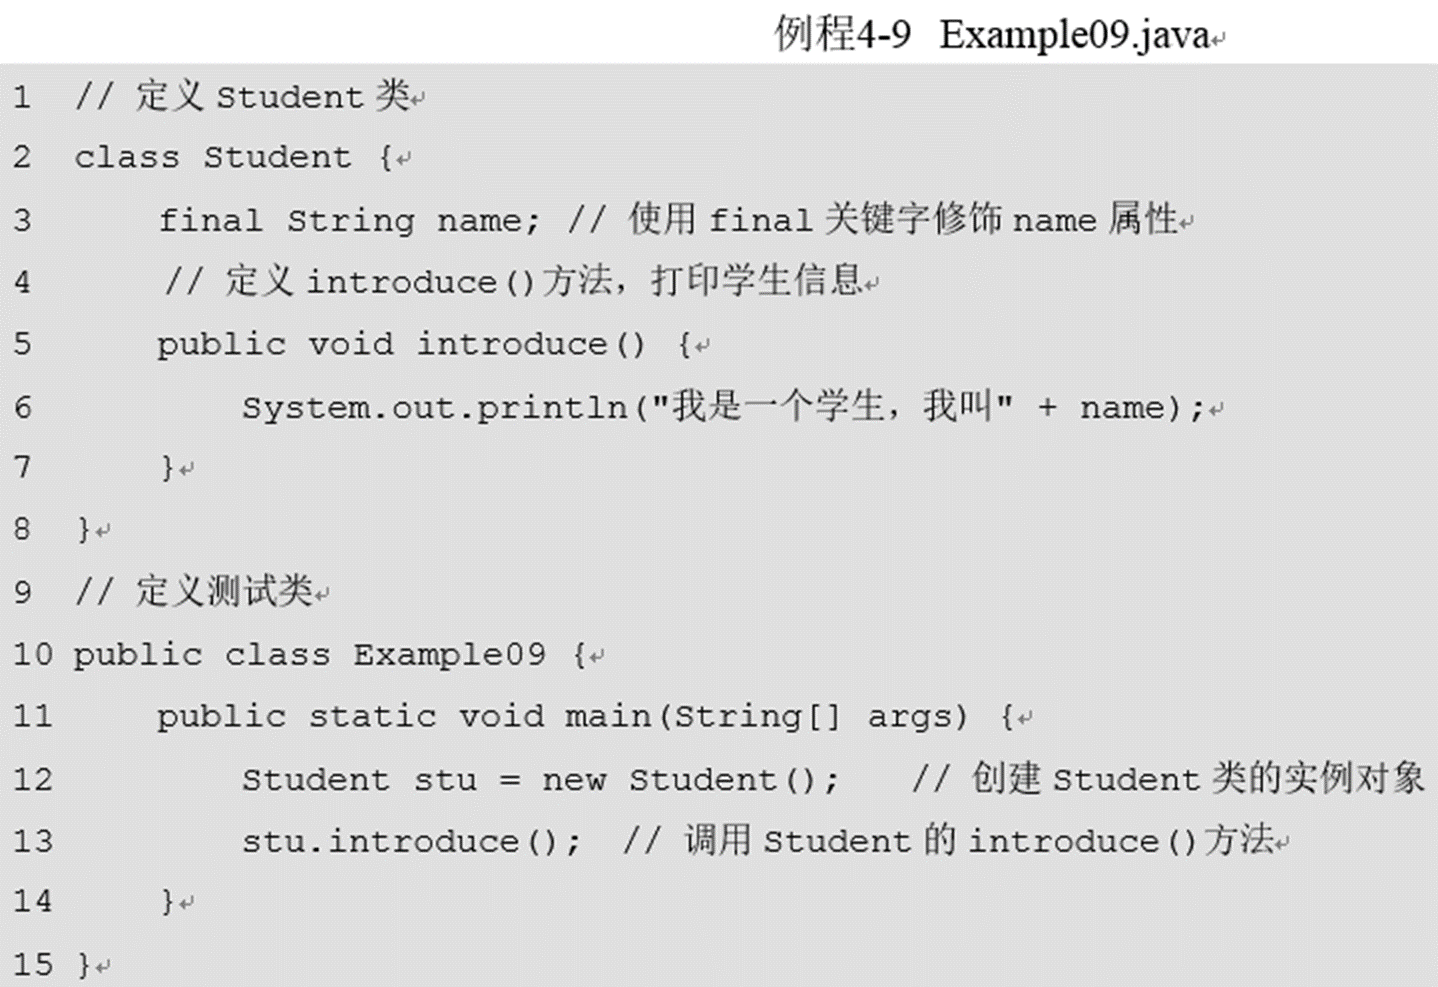 例程4-9 Example09.java↵
1 // 定义 Student 类↵
2 class Student {↵
3 final String name; // 使用 final 关键字修饰 name 属性↵
4 // 定义 introduce()方法，打印学生信息↵
5 public void introduce() {↵
6 System.out.println("我是一个学生，我叫" + name);↵
7 }↵
8 }↵
9 // 定义测试类↵
10 public class Example09 {↵
11 public static void main(String[] args) {↵
12 Student stu = new Student(); // 创建 Student 类的实例对象
13 stu.introduce(); // 调用 Student 的 introduce()方法↵
14 }↵
15 }↵